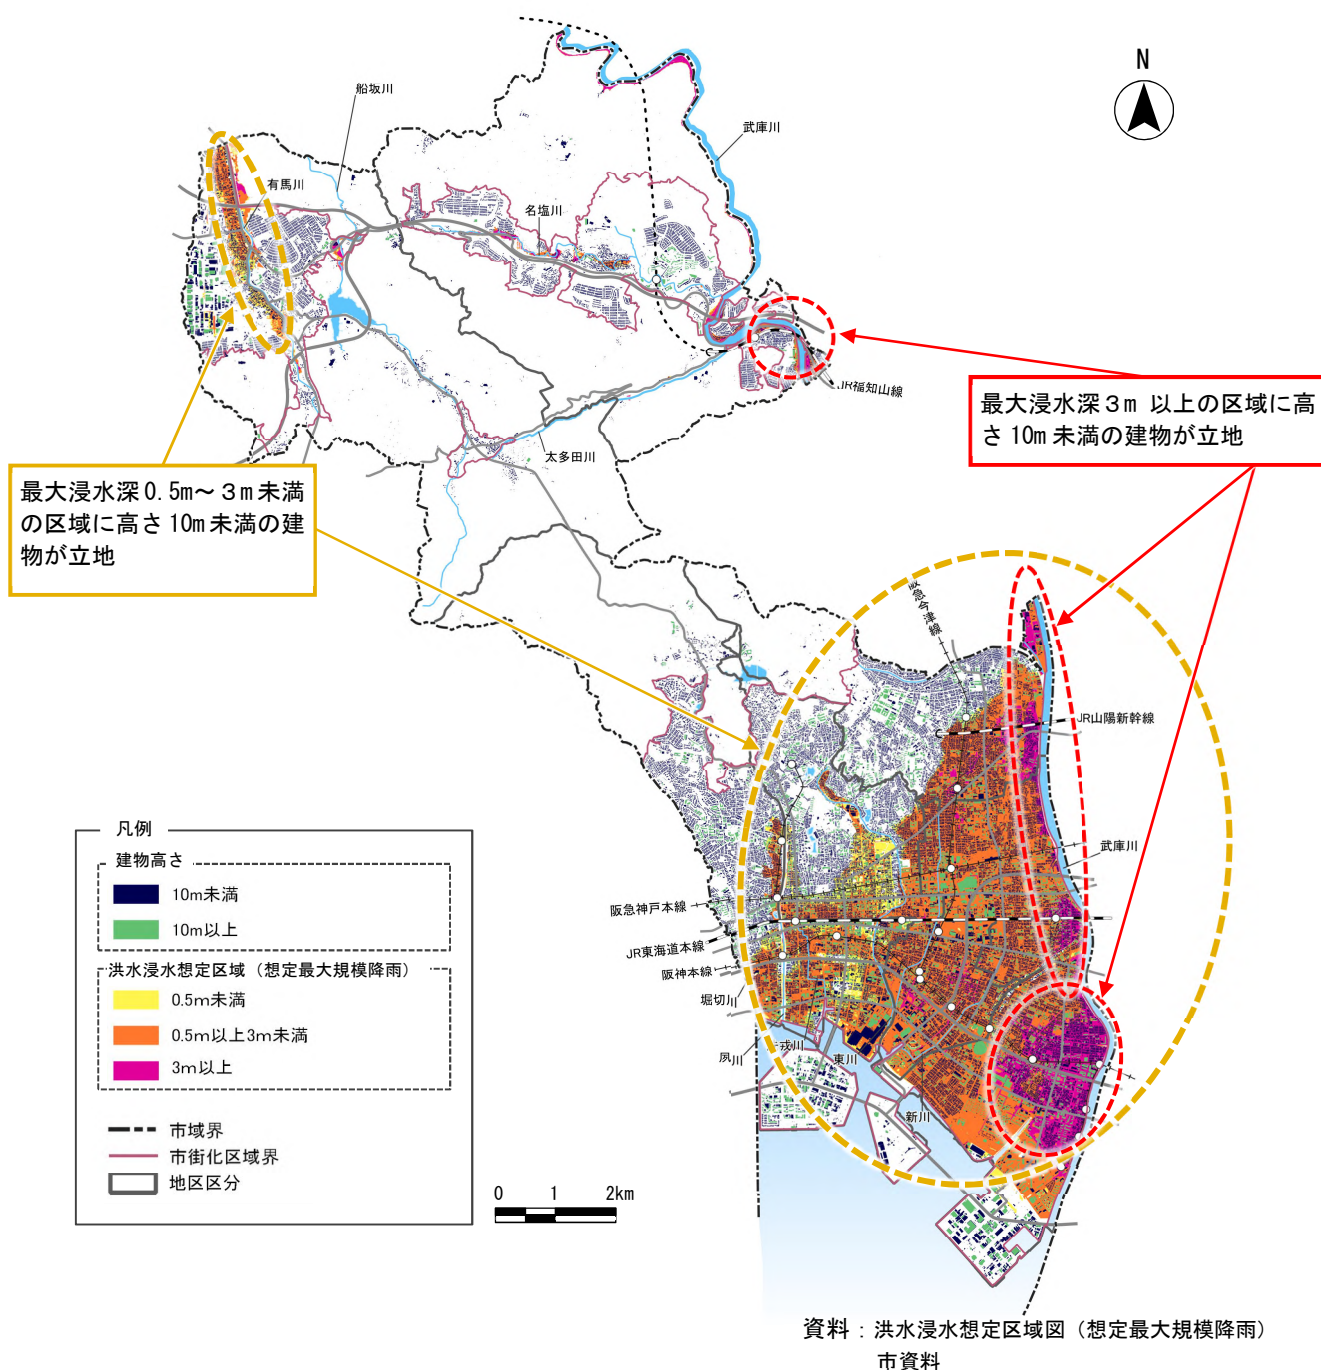 N
船坂川
武庫川
有馬川
名塩川
JR福知山線
太多田川
最大浸水深３ｍ 以上の区域に高
さ 10m 未満の建物が立地
最大浸水深 0.5m～３ｍ未満
の区域に高さ 10m 未満の建
物が立地
阪急今津線
JR山陽新幹線
武庫川
阪急神戸本線
JR東海道本線
阪神本線
堀切川
夙川
東川
新川
凡例
建物高さ
10m未満
10m以上
洪水浸水想定区域（想定最大規模降雨）
0.5m未満
0.5m以上3m未満
3m以上
市域界
市街化区域界
地区区分
0 1 2km
資料：洪水浸水想定区域図（想定最大規模降雨）
市資料